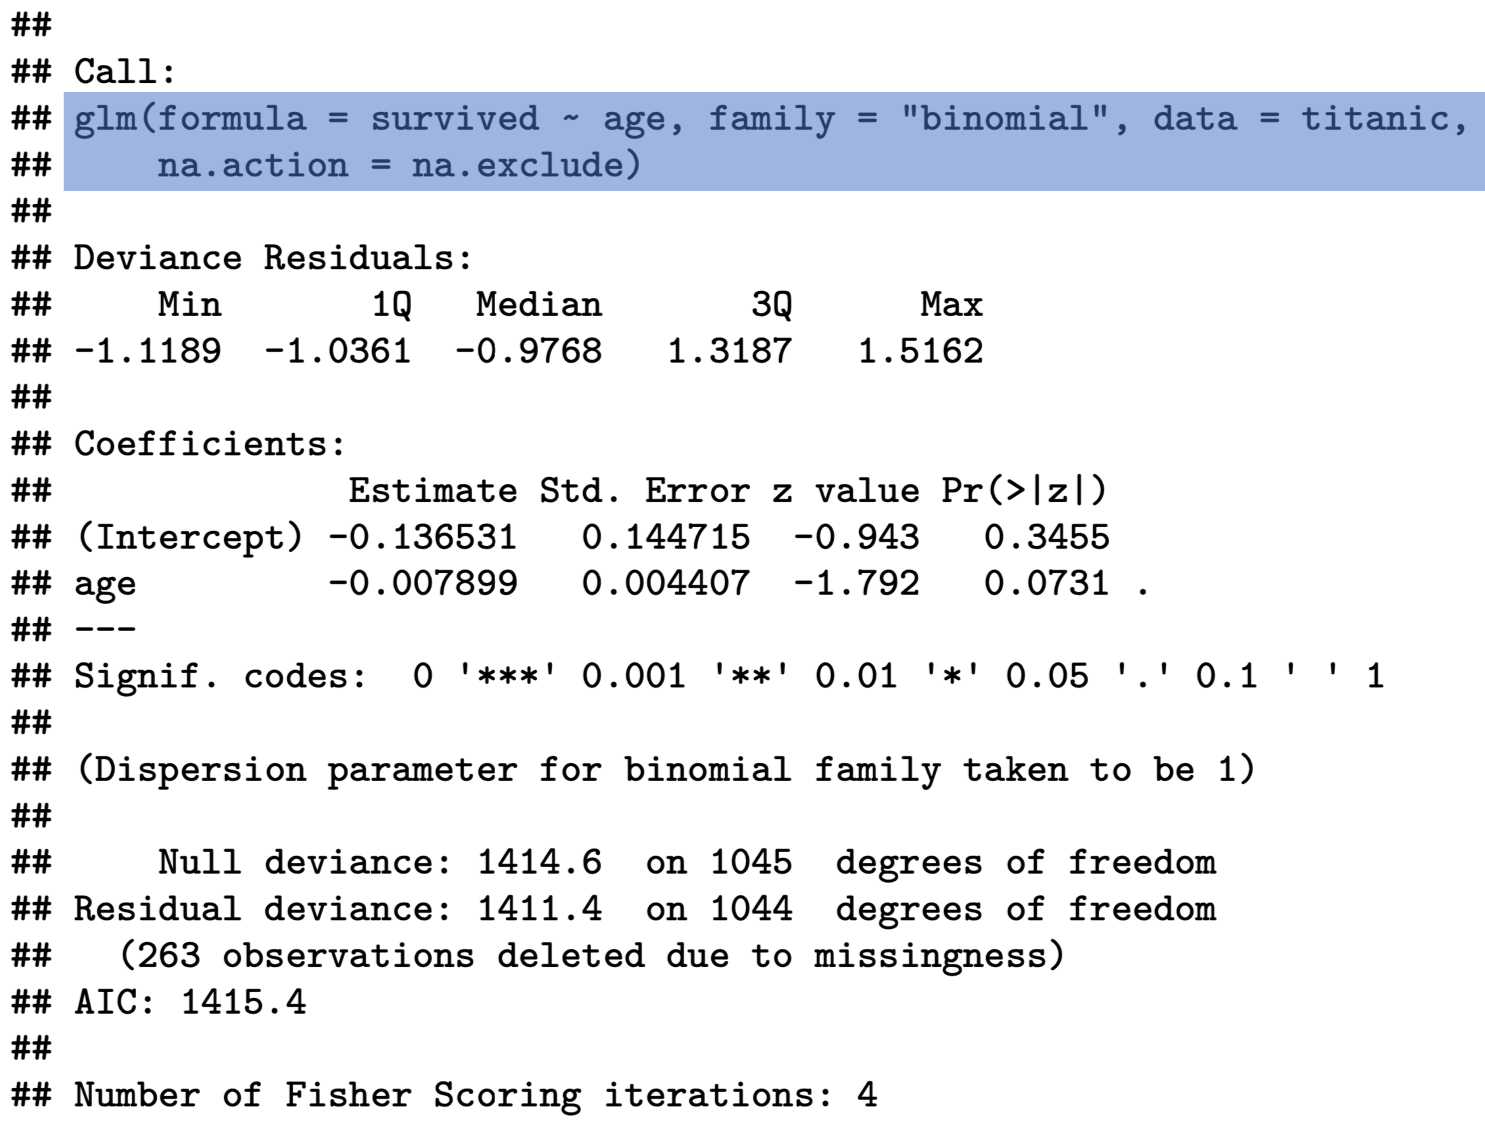 ##
## Call:
## glm(formula = survived ~ age, family = "binomial", data = titanic,
##     na.action = na.exclude)
##
## Deviance Residuals:
##     Min       1Q   Median       3Q      Max
## -1.1189  -1.0361  -0.9768   1.3187   1.5162
##
## Coefficients:
##              Estimate Std. Error z value Pr(>|z|)
## (Intercept) -0.136531   0.144715  -0.943   0.3455
## age         -0.007899   0.004407  -1.792   0.0731 .
## ---
## Signif. codes:  0 '***' 0.001 '**' 0.01 '*' 0.05 '.' 0.1 ' ' 1
##
## (Dispersion parameter for binomial family taken to be 1)
##
##     Null deviance: 1414.6  on 1045  degrees of freedom
## Residual deviance: 1411.4  on 1044  degrees of freedom
##   (263 observations deleted due to missingness)
## AIC: 1415.4
##
## Number of Fisher Scoring iterations: 4